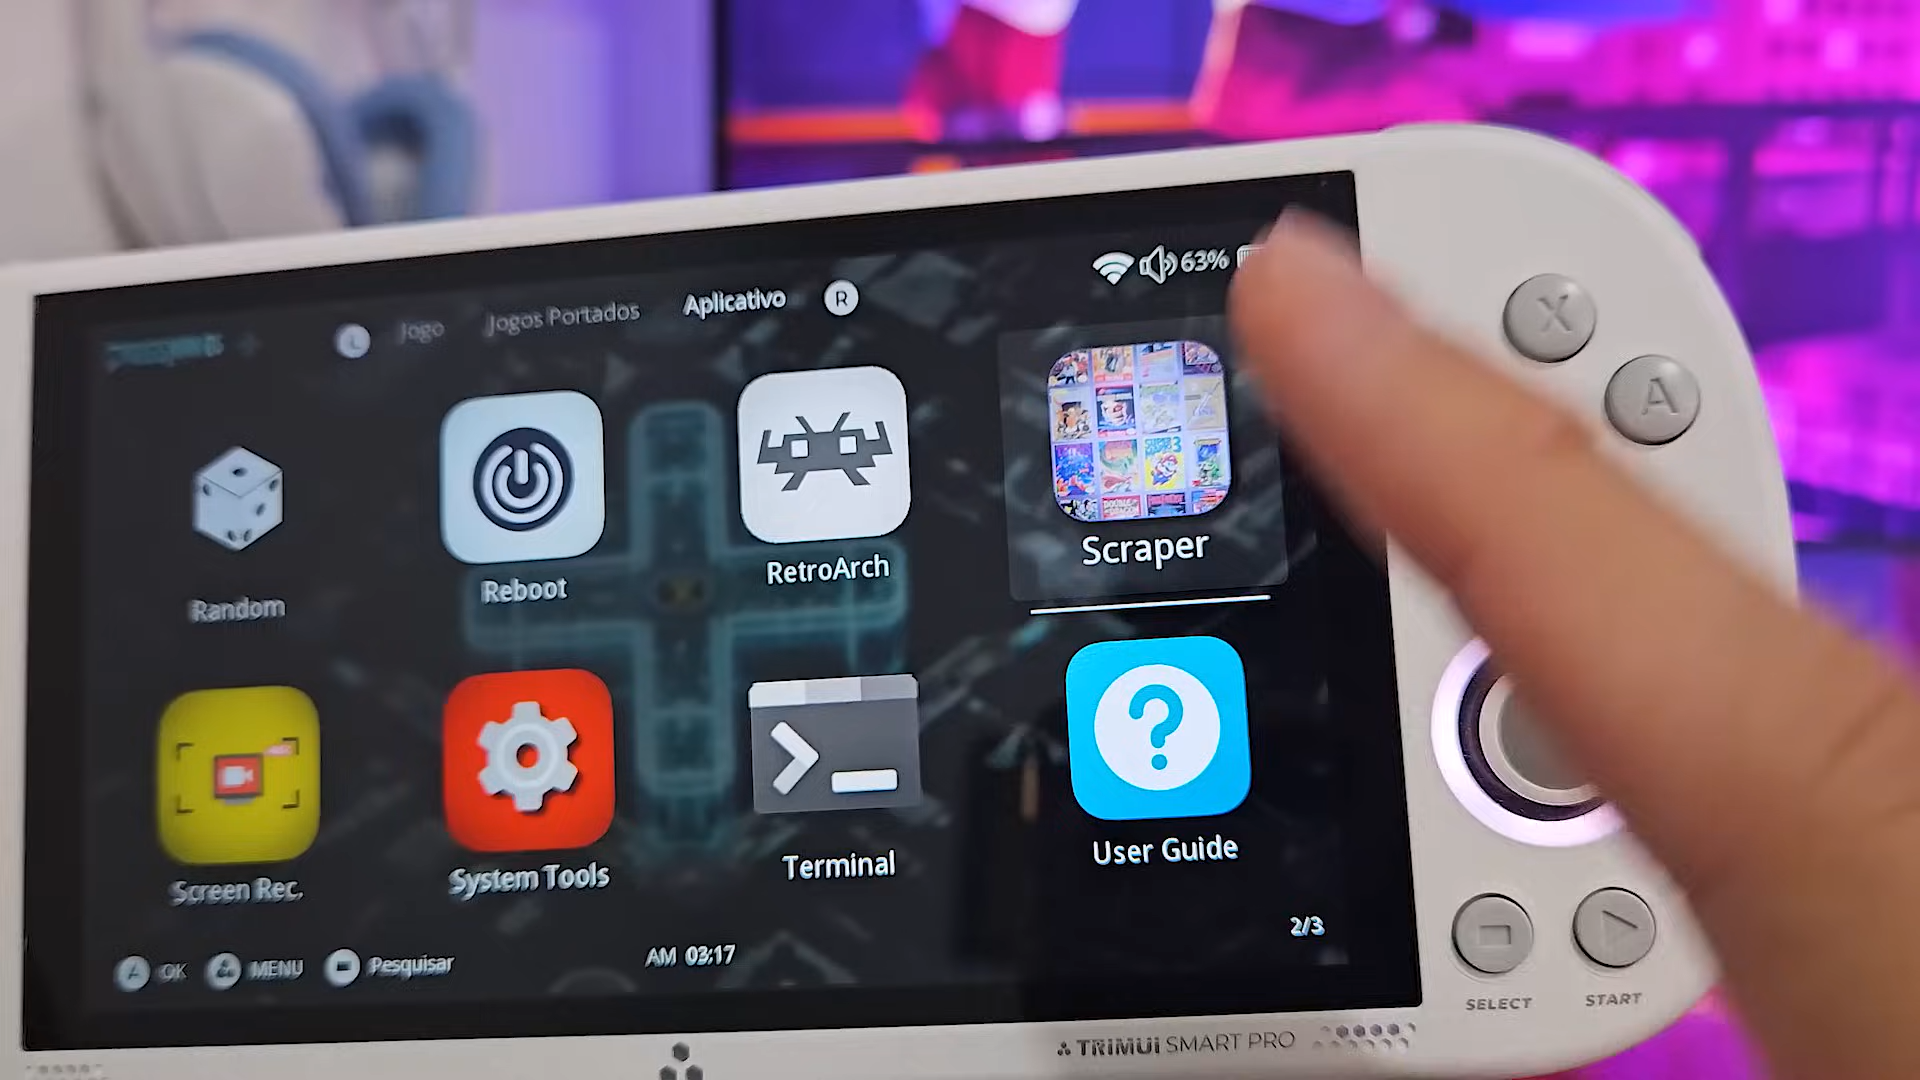 63%
L Jogo Jogos Portados Aplicativo R
Random
Reboot
RetroArch
Scraper
Screen Rec.
System Tools
Terminal
User Guide
2/3
A OK MENU Pesquisar
AM 03:17
X
A
SELECT
START
TRIMUI SMART PRO